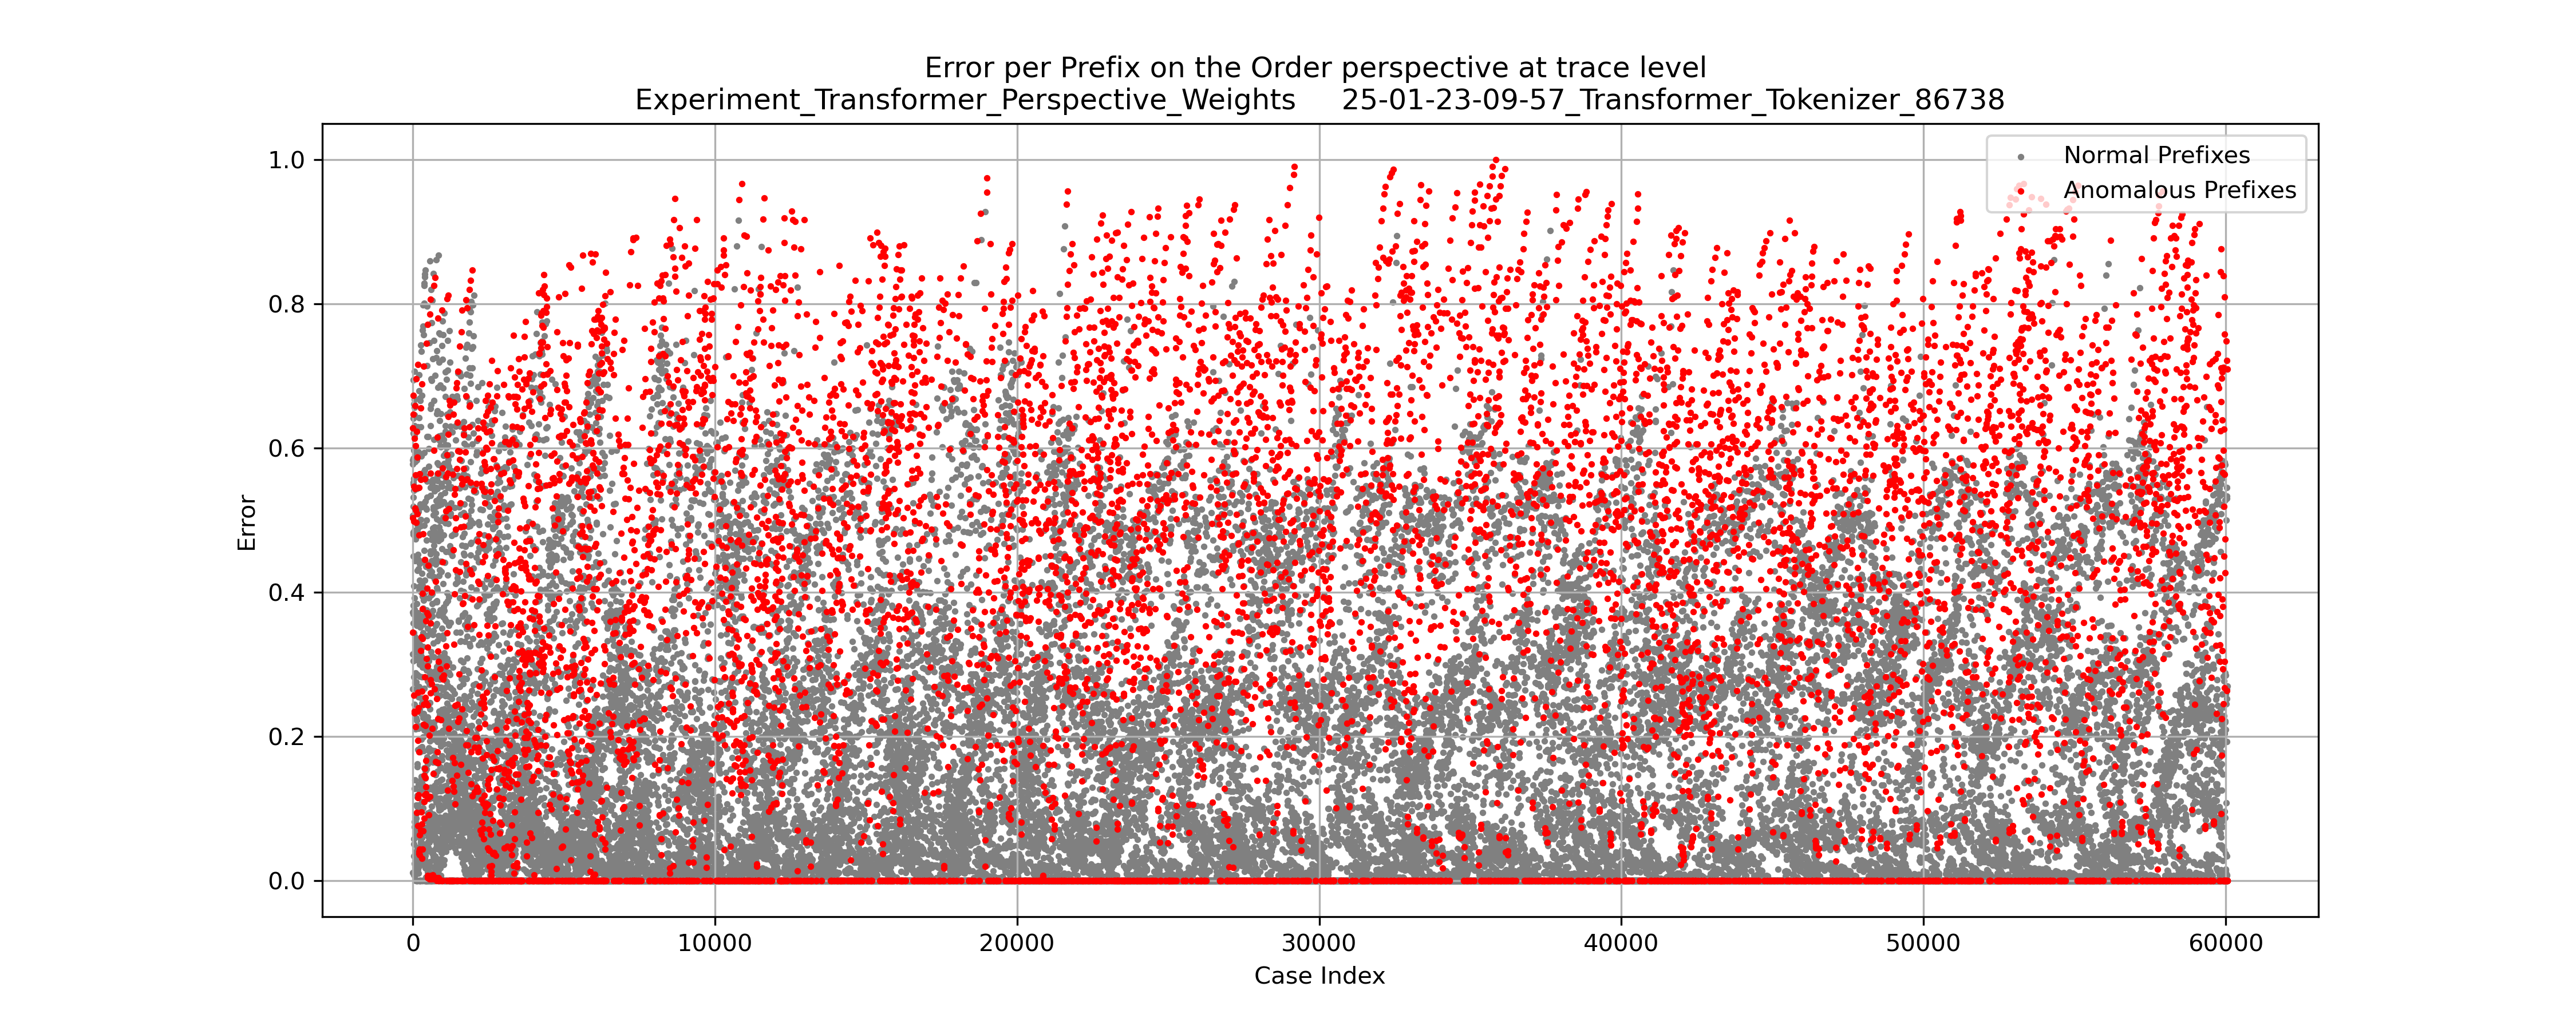 Error per Prefix on the Order perspective at trace level
Experiment_Transformer_Perspective_Weights 25-01-23-09-57_Transformer_Tokenizer_86738
Normal Prefixes
Anomalous Prefixes
Error
1.0
0.8
0.6
0.4
0.2
0.0
0 10000 20000 30000 40000 50000 60000
Case Index